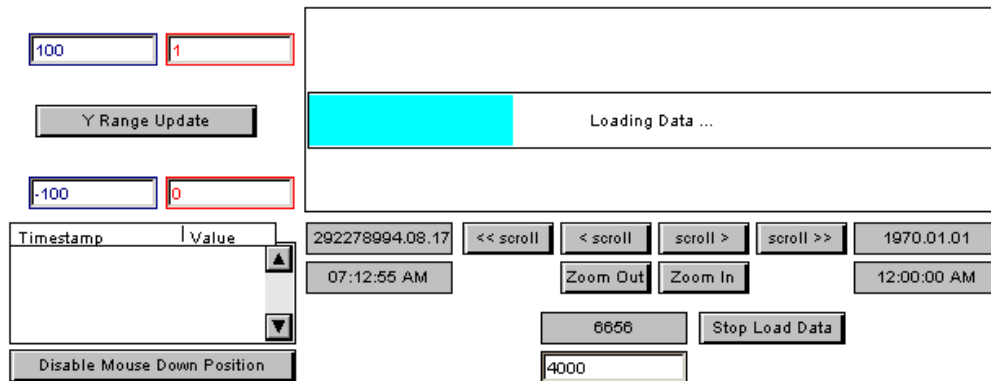 100 1
Y Range Update
Loading Data ...
-100 0
Timestamp Value
292278994.08.17 << scroll < scroll scroll > scroll >> 1970.01.01
07:12:55 AM Zoom Out Zoom In 12:00:00 AM
6656 Stop Load Data
Disable Mouse Down Position 4000